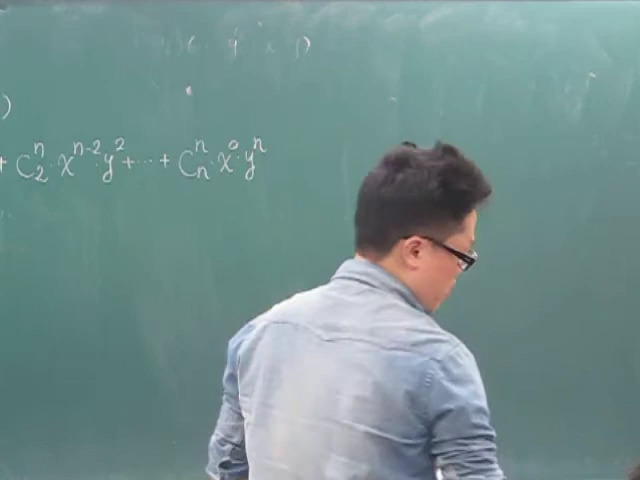 )
+ C₂ⁿ · xⁿ⁻² · y² + ··· + Cₙⁿ · x⁰ · yⁿ